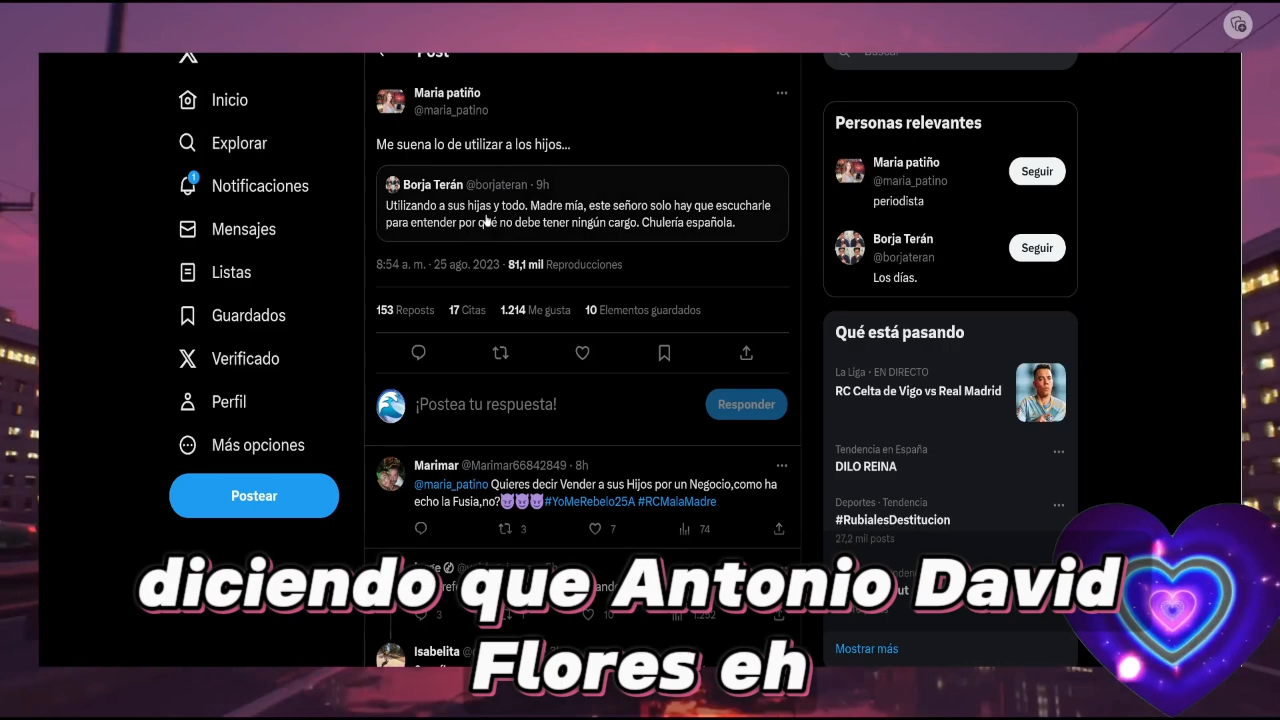 Post
Buscar
Inicio
Explorar
1
Notificaciones
Mensajes
Listas
Guardados
Verificado
Perfil
Más opciones
Postear
Maria patiño
@maria_patino
Me suena lo de utilizar a los hijos...
Borja Terán @borjateran · 9h
Utilizando a sus hijas y todo. Madre mía, este señoro solo hay que escucharle
para entender por qué no debe tener ningún cargo. Chulería española.
8:54 a. m. · 25 ago. 2023 · 81,1 mil Reproducciones
153 Reposts 17 Citas 1.214 Me gusta 10 Elementos guardados
¡Postea tu respuesta!
Responder
Marimar @Marimar66842849 · 8h
@maria_patino Quieres decir Vender a sus Hijos por un Negocio,como ha
echo la Fusia,no?😈😈😈#YoMeRebelo25A #RCMalaMadre
3 7 74
Isabelita
Personas relevantes
Maria patiño
@maria_patino
periodista
Seguir
Borja Terán
@borjateran
Los días.
Seguir
Qué está pasando
La Liga · EN DIRECTO
RC Celta de Vigo vs Real Madrid
Tendencia en España
DILO REINA
Deportes · Tendencia
#RubialesDestitucion
27,2 mil posts
Mostrar más
diciendo que Antonio David
Flores eh